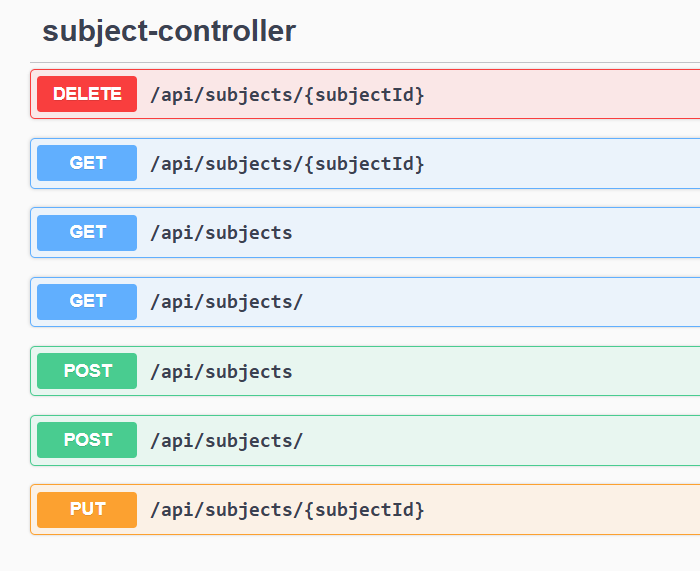 subject-controller
DELETE /api/subjects/{subjectId}
GET /api/subjects/{subjectId}
GET /api/subjects
GET /api/subjects/
POST /api/subjects
POST /api/subjects/
PUT /api/subjects/{subjectId}